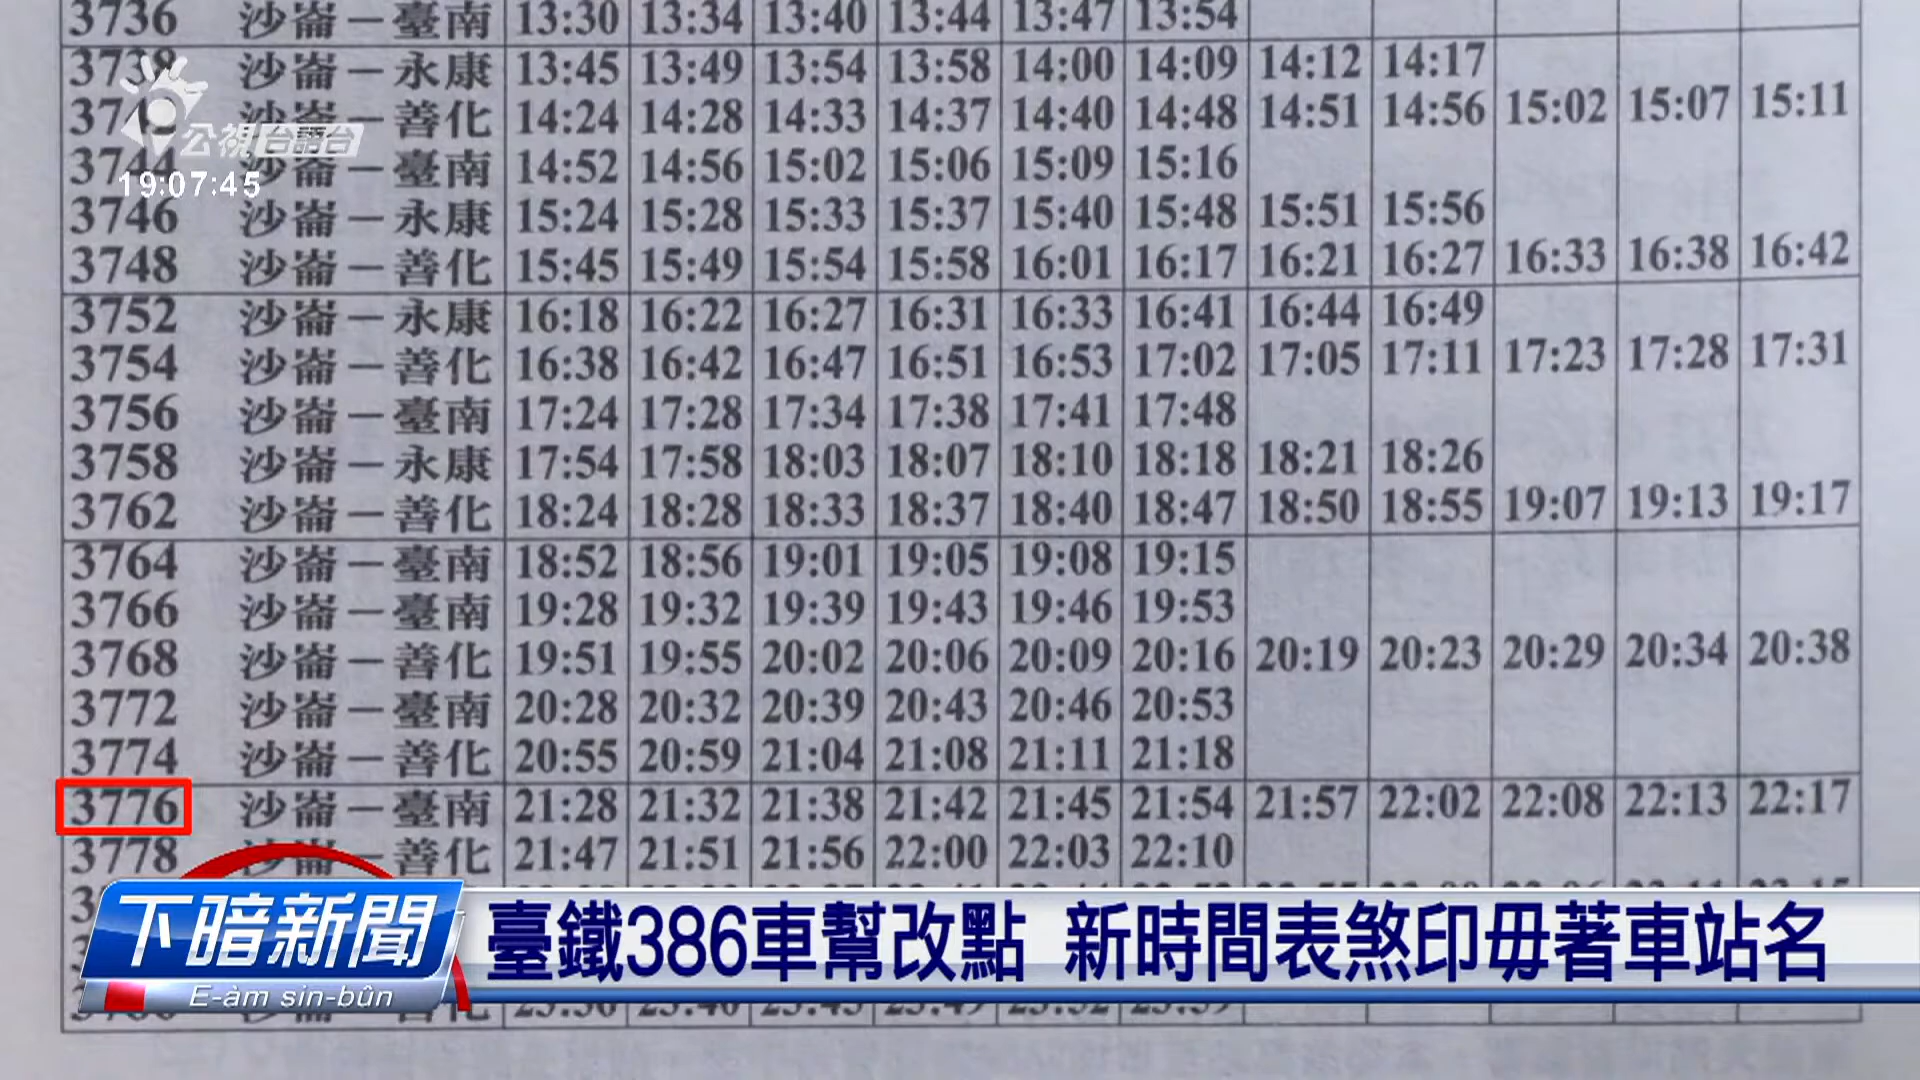 3736 沙崙－臺南 13:30 13:34 13:40 13:44 13:47 13:54
3738 沙崙－永康 13:45 13:49 13:54 13:58 14:00 14:09 14:12 14:17
沙崙－善化 14:24 14:28 14:33 14:37 14:40 14:48 14:51 14:56 15:02 15:07 15:11
公視台語台
3744 沙崙－臺南 14:52 14:56 15:02 15:06 15:09 15:16
19:07:45
3746 沙崙－永康 15:24 15:28 15:33 15:37 15:40 15:48 15:51 15:56
3748 沙崙－善化 15:45 15:49 15:54 15:58 16:01 16:17 16:21 16:27 16:33 16:38 16:42
3752 沙崙－永康 16:18 16:22 16:27 16:31 16:33 16:41 16:44 16:49
3754 沙崙－善化 16:38 16:42 16:47 16:51 16:53 17:02 17:05 17:11 17:23 17:28 17:31
3756 沙崙－臺南 17:24 17:28 17:34 17:38 17:41 17:48
3758 沙崙－永康 17:54 17:58 18:03 18:07 18:10 18:18 18:21 18:26
3762 沙崙－善化 18:24 18:28 18:33 18:37 18:40 18:47 18:50 18:55 19:07 19:13 19:17
3764 沙崙－臺南 18:52 18:56 19:01 19:05 19:08 19:15
3766 沙崙－臺南 19:28 19:32 19:39 19:43 19:46 19:53
3768 沙崙－善化 19:51 19:55 20:02 20:06 20:09 20:16 20:19 20:23 20:29 20:34 20:38
3772 沙崙－臺南 20:28 20:32 20:39 20:43 20:46 20:53
3774 沙崙－善化 20:55 20:59 21:04 21:08 21:11 21:18
3776 沙崙－臺南 21:28 21:32 21:38 21:42 21:45 21:54 21:57 22:02 22:08 22:13 22:17
3778 沙崙－善化 21:47 21:51 21:56 22:00 22:03 22:10
下暗新聞
E-àm sin-bûn
臺鐵386車幫改點 新時間表煞印毋著車站名